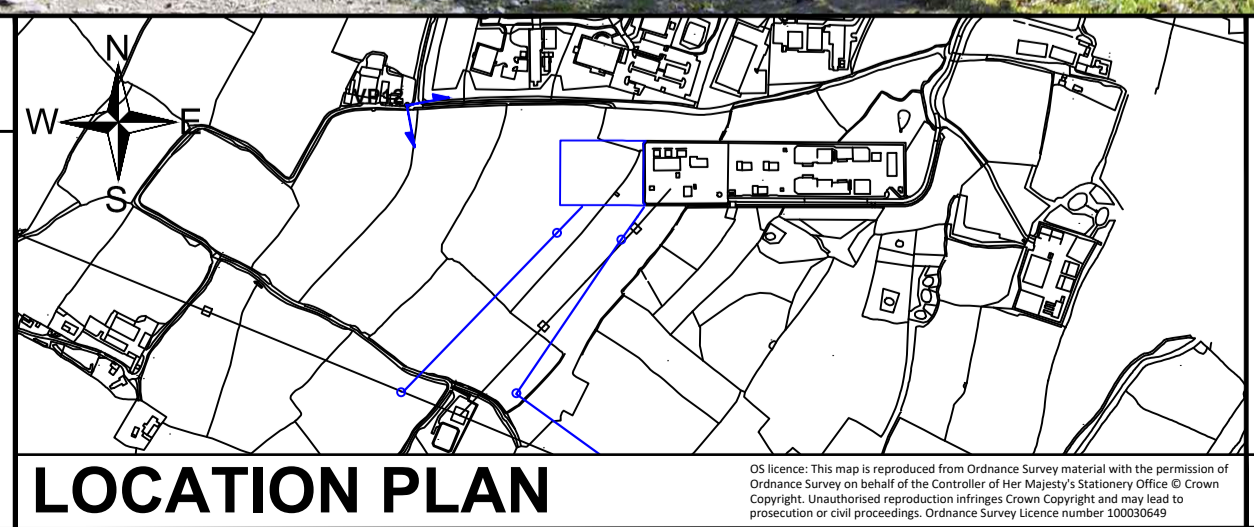 N
W E
S
LOCATION PLAN
OS licence: This map is reproduced from Ordnance Survey material with the permission of
Ordnance Survey on behalf of the Controller of Her Majesty's Stationery Office © Crown
Copyright. Unauthorised reproduction infringes Crown Copyright and may lead to
prosecution or civil proceedings. Ordnance Survey Licence number 100030649